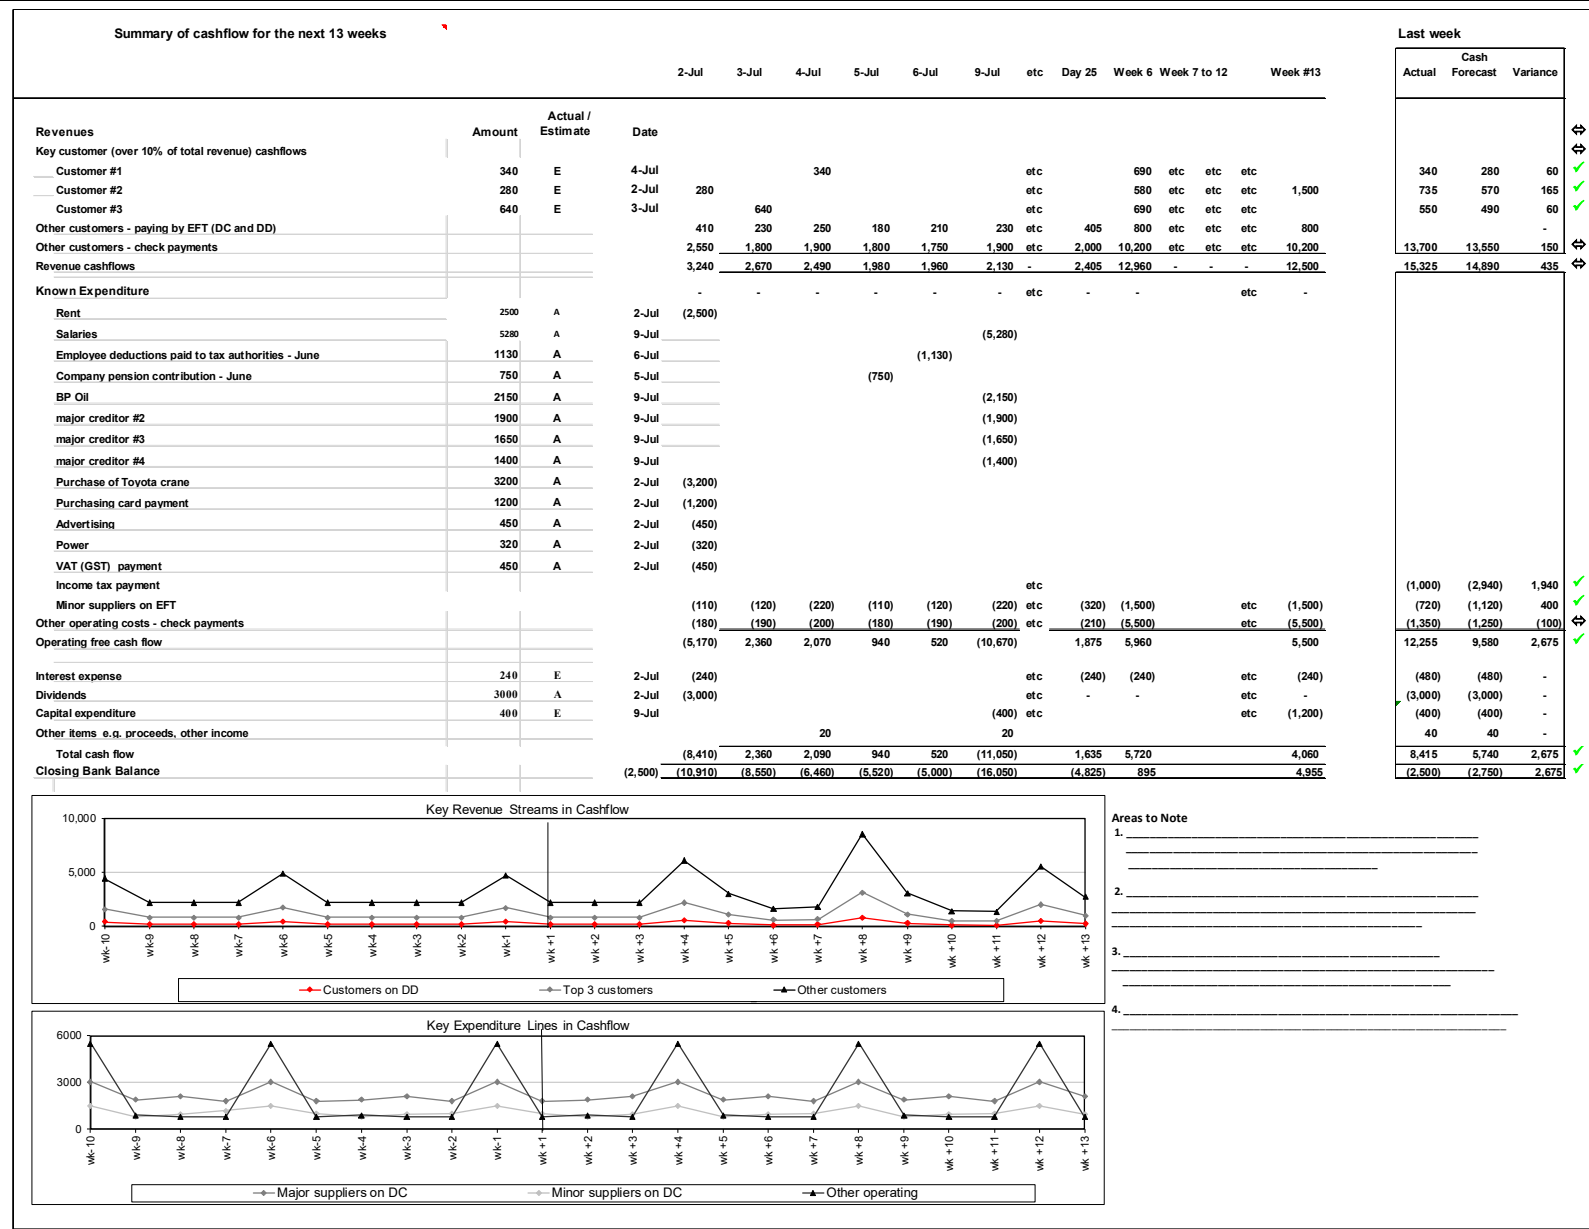 Summary of cashflow for the next 13 weeks Last week
2-Jul 3-Jul 4-Jul 5-Jul 6-Jul 9-Jul etc Day 25 Week 6 Week 7 to 12 Week #13 Actual Cash Forecast Variance
Revenues Amount Actual / Estimate Date
Key customer (over 10% of total revenue) cashflows
Customer #1 340 E 4-Jul 340 etc 690 etc etc etc 340 280 60
Customer #2 280 E 2-Jul 280 etc 580 etc etc etc 1,500 735 570 165
Customer #3 640 E 3-Jul 640 etc 690 etc etc etc 550 490 60
Other customers - paying by EFT (DC and DD) 410 230 250 180 210 230 etc 405 800 etc etc etc 800 -
Other customers - check payments 2,550 1,800 1,900 1,800 1,750 1,900 etc 2,000 10,200 etc etc etc 10,200 13,700 13,550 150
Revenue cashflows 3,240 2,670 2,490 1,980 1,960 2,130 - 2,405 12,960 - - - 12,500 15,325 14,890 435
Known Expenditure - - - - - - etc - - etc -
Rent 2500 A 2-Jul (2,500)
Salaries 5280 A 9-Jul (5,280)
Employee deductions paid to tax authorities - June 1130 A 6-Jul (1,130)
Company pension contribution - June 750 A 5-Jul (750)
BP Oil 2150 A 9-Jul (2,150)
major creditor #2 1900 A 9-Jul (1,900)
major creditor #3 1650 A 9-Jul (1,650)
major creditor #4 1400 A 9-Jul (1,400)
Purchase of Toyota crane 3200 A 2-Jul (3,200)
Purchasing card payment 1200 A 2-Jul (1,200)
Advertising 450 A 2-Jul (450)
Power 320 A 2-Jul (320)
VAT (GST) payment 450 A 2-Jul (450)
Income tax payment etc (1,000) (2,940) 1,940
Minor suppliers on EFT (110) (120) (220) (110) (120) (220) etc (320) (1,500) etc (1,500) (720) (1,120) 400
Other operating costs - check payments (180) (190) (200) (180) (190) (200) etc (210) (5,500) etc (5,500) (1,350) (1,250) (100)
Operating free cash flow (5,170) 2,360 2,070 940 520 (10,670) 1,875 5,960 5,500 12,255 9,580 2,675
Interest expense 240 E 2-Jul (240) etc (240) (240) etc (240) (480) (480) -
Dividends 3000 A 2-Jul (3,000) etc - - etc - (3,000) (3,000) -
Capital expenditure 400 E 9-Jul (400) etc etc (1,200) (400) (400) -
Other items e.g. proceeds, other income 20 20 40 40 -
Total cash flow (8,410) 2,360 2,090 940 520 (11,050) 1,635 5,720 4,060 8,415 5,740 2,675
Closing Bank Balance (2,500) (10,910) (8,550) (6,460) (5,520) (5,000) (16,050) (4,825) 895 4,955 (2,500) (2,750) 2,675
Key Revenue Streams in Cashflow
10,000
5,000
0
wk-10 wk-9 wk-8 wk-7 wk-6 wk-5 wk-4 wk-3 wk-2 wk-1 wk +1 wk +2 wk +3 wk +4 wk +5 wk +6 wk +7 wk +8 wk +9 wk +10 wk +11 wk +12 wk +13
Customers on DD Top 3 customers Other customers
Areas to Note
1.
2.
3.
4.
Key Expenditure Lines in Cashflow
6000
3000
0
wk-10 wk-9 wk-8 wk-7 wk-6 wk-5 wk-4 wk-3 wk-2 wk-1 wk +1 wk +2 wk +3 wk +4 wk +5 wk +6 wk +7 wk +8 wk +9 wk +10 wk +11 wk +12 wk +13
Major suppliers on DC Minor suppliers on DC Other operating